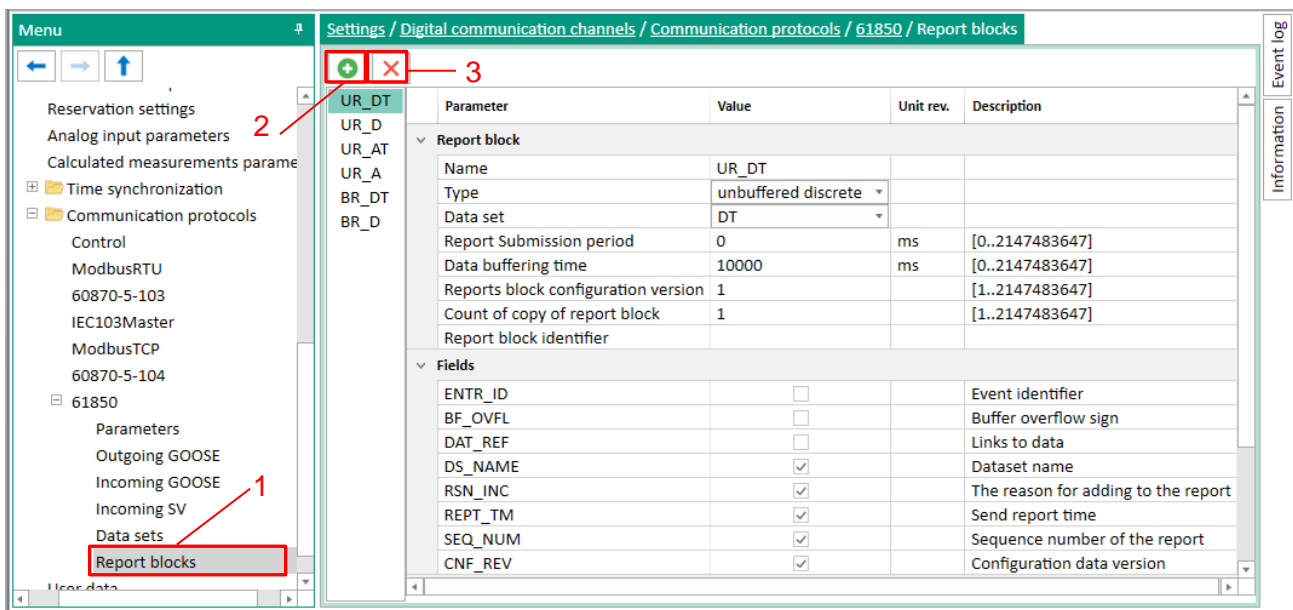 Menu
Settings / Digital communication channels / Communication protocols / 61850 / Report blocks
Event log
Information
1
2
3
Reservation settings
Analog input parameters
Calculated measurements parame
Time synchronization
Communication protocols
Control
ModbusRTU
60870-5-103
IEC103Master
ModbusTCP
60870-5-104
61850
Parameters
Outgoing GOOSE
Incoming GOOSE
Incoming SV
Data sets
Report blocks
User data
UR_DT
UR_D
UR_AT
UR_A
BR_DT
BR_D
Parameter Value Unit rev. Description
Report block
Name UR_DT
Type unbuffered discrete
Data set DT
Report Submission period 0 ms [0..2147483647]
Data buffering time 10000 ms [0..2147483647]
Reports block configuration version 1 [1..2147483647]
Count of copy of report block 1 [1..2147483647]
Report block identifier
Fields
ENTR_ID Event identifier
BF_OVFL Buffer overflow sign
DAT_REF Links to data
DS_NAME Dataset name
RSN_INC The reason for adding to the report
REPT_TM Send report time
SEQ_NUM Sequence number of the report
CNF_REV Configuration data version